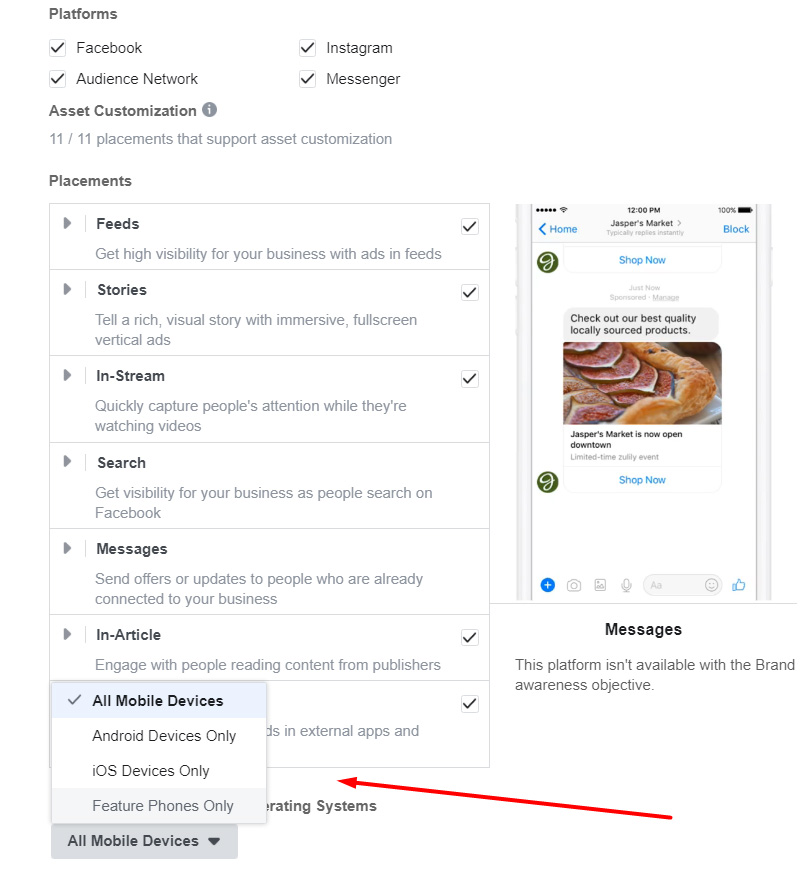 Platforms
Facebook
Instagram
Audience Network
Messenger
Asset Customization
11 / 11 placements that support asset customization
Placements
Feeds
Get high visibility for your business with ads in feeds
Stories
Tell a rich, visual story with immersive, fullscreen
vertical ads
In-Stream
Quickly capture people's attention while they're
watching videos
Search
Get visibility for your business as people search on
Facebook
Messages
Send offers or updates to people who are already
connected to your business
In-Article
Engage with people reading content from publishers
ds in external apps and
All Mobile Devices
Android Devices Only
iOS Devices Only
Feature Phones Only
erating Systems
All Mobile Devices
12:00 PM
100%
Home
Jasper's Market
Typically replies instantly
Block
Shop Now
Just Now
Sponsored · Manage
Check out our best quality
locally sourced products.
Jasper's Market is now open
downtown
Limited-time zulily event
Shop Now
Aa
Messages
This platform isn't available with the Brand
awareness objective.